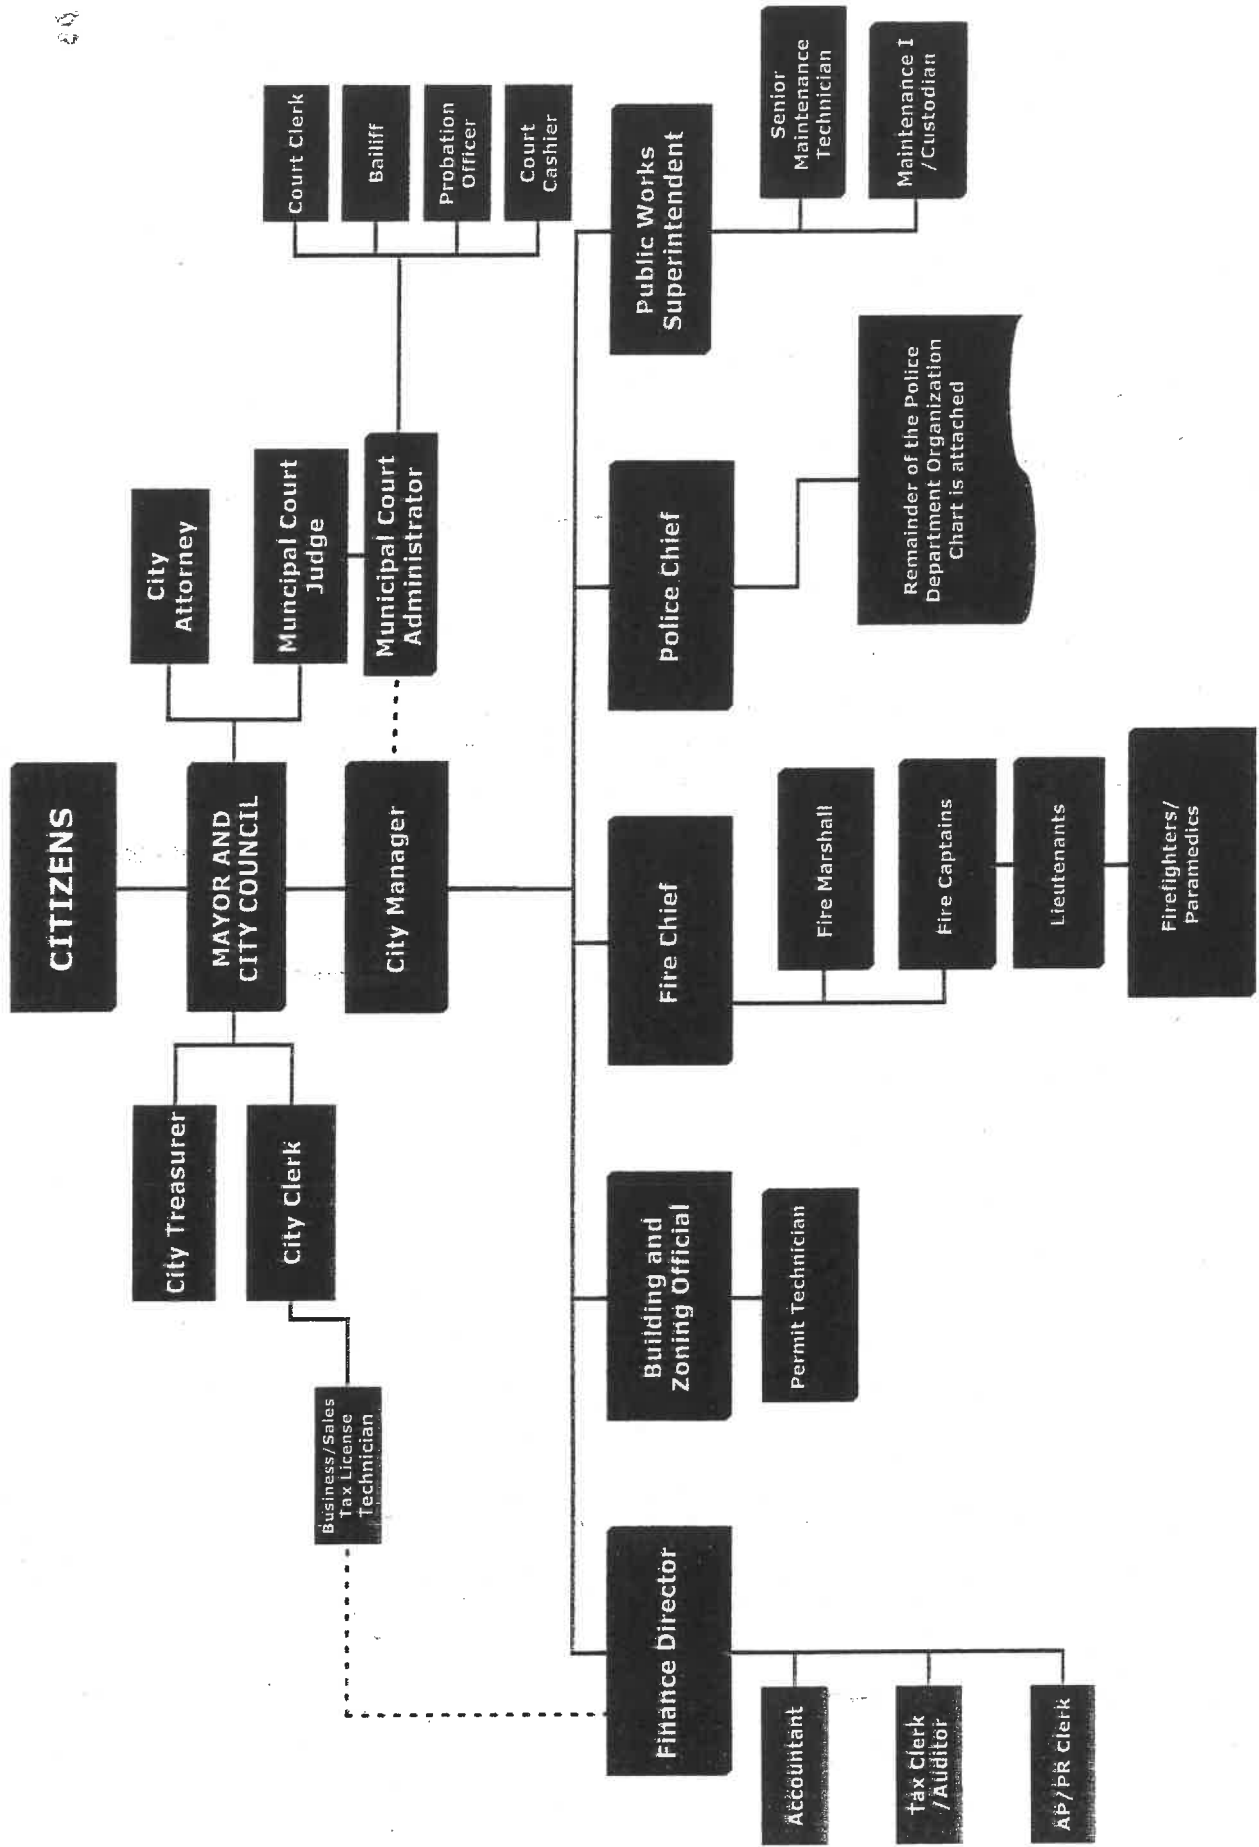 CITIZENS
MAYOR AND
CITY COUNCIL
City Manager
City Treasurer
City Clerk
Business/Sales
Tax License
Technician
City
Attorney
Muncipal Court
Judge
Municipal Court
Administrator
Court Clerk
Bailiff
Probation
Officer
Court
Cashier
Finance Director
Accountant
Tax Clerk
/Auditor
AP/PR Clerk
Building and
Zoning Official
Permit Technician
Fire Chief
Fire Marshall
Fire Captains
Lieutenants
Firefighters/
Paramedics
Police Chief
Remainder of the Police
Department Organization
Chart is attached
Public Works
Superintendent
Senior
Maintenance
Technician
Maintenance I
/Custodian